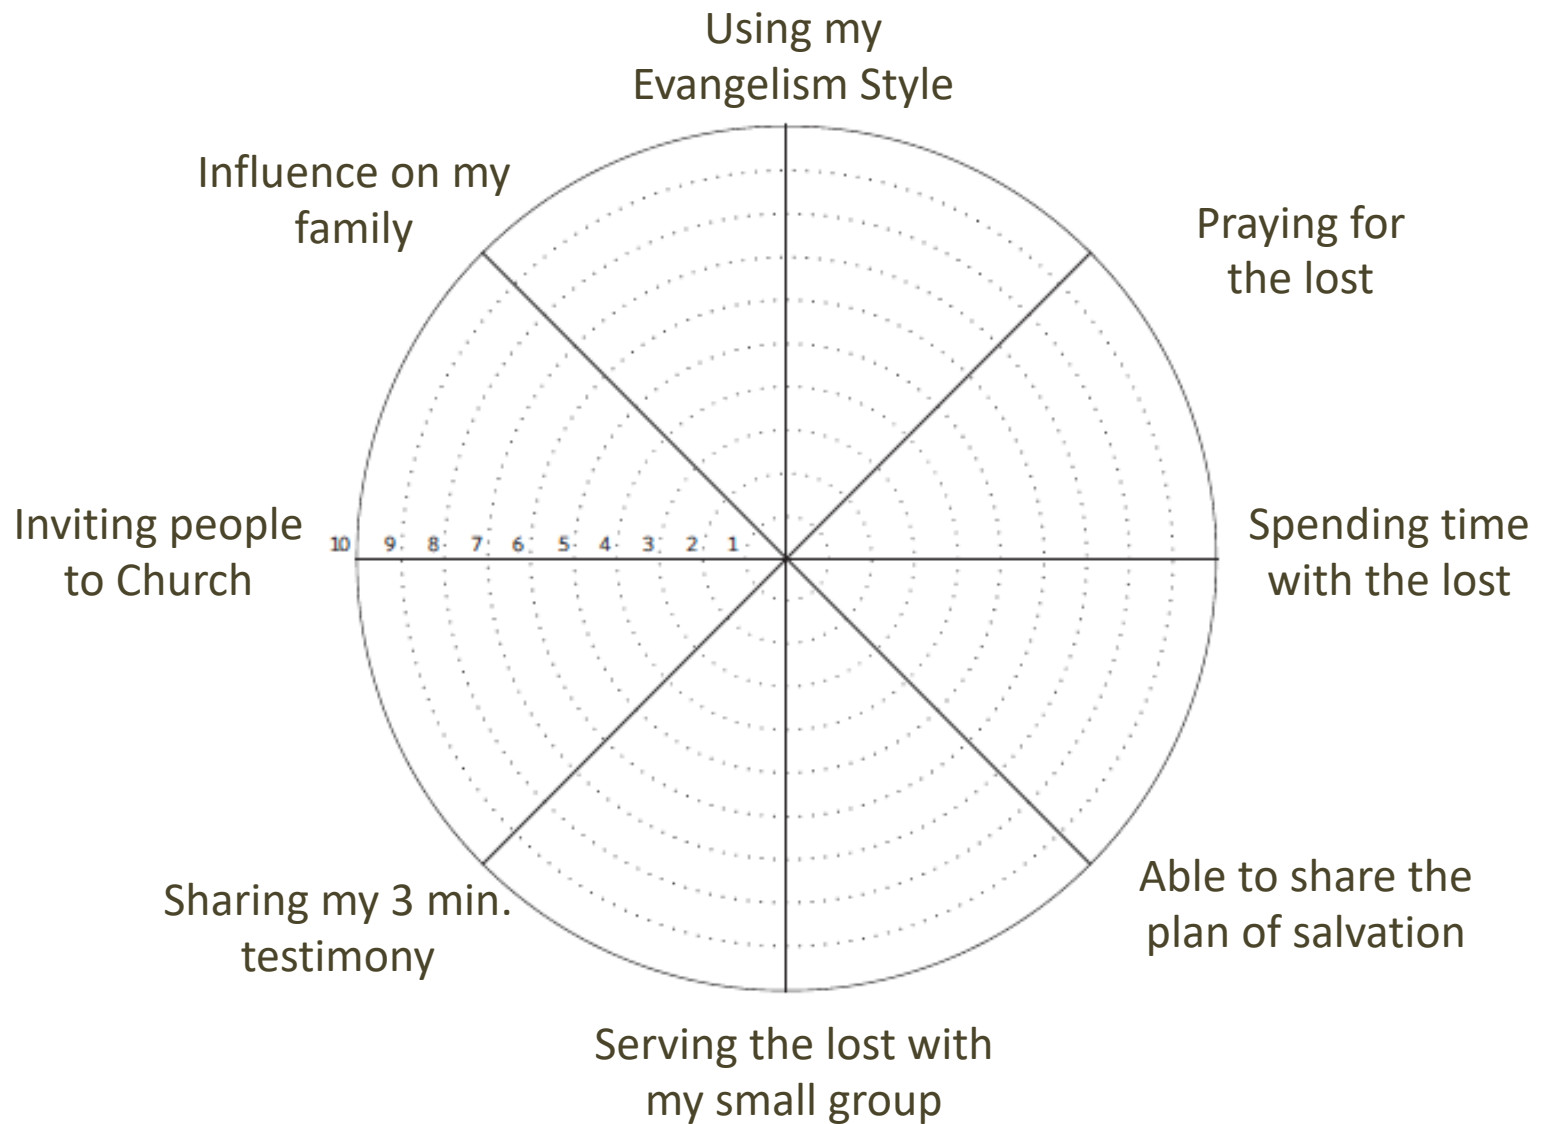 Using my
Evangelism Style
Influence on my
family
Praying for
the lost
Inviting people
to Church
10 9 8 7 6 5 4 3 2 1
Spending time
with the lost
Sharing my 3 min.
testimony
Able to share the
plan of salvation
Serving the lost with
my small group